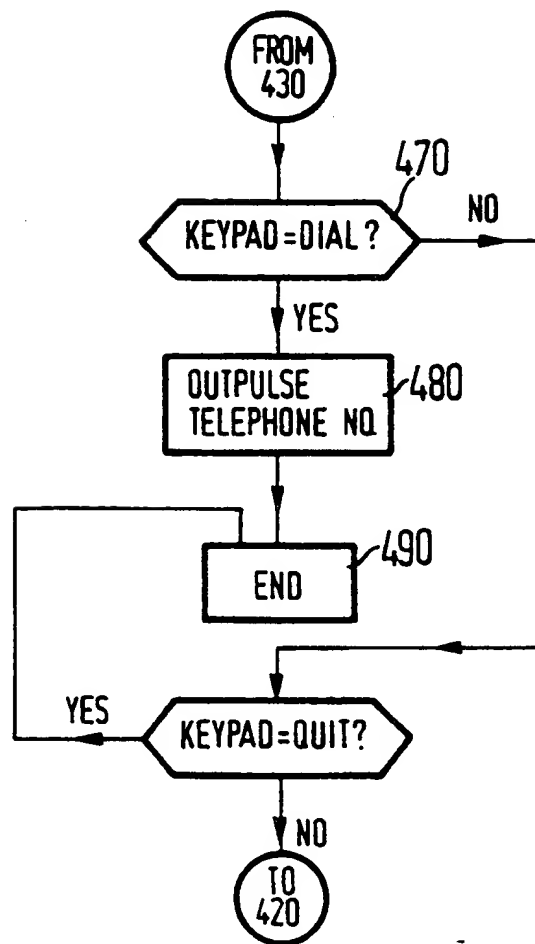 FROM
430
470
KEYPAD=DIAL?
NO
YES
OUTPULSE
TELEPHONE NO.
480
490
END
YES
KEYPAD=QUIT?
NO
TO
420